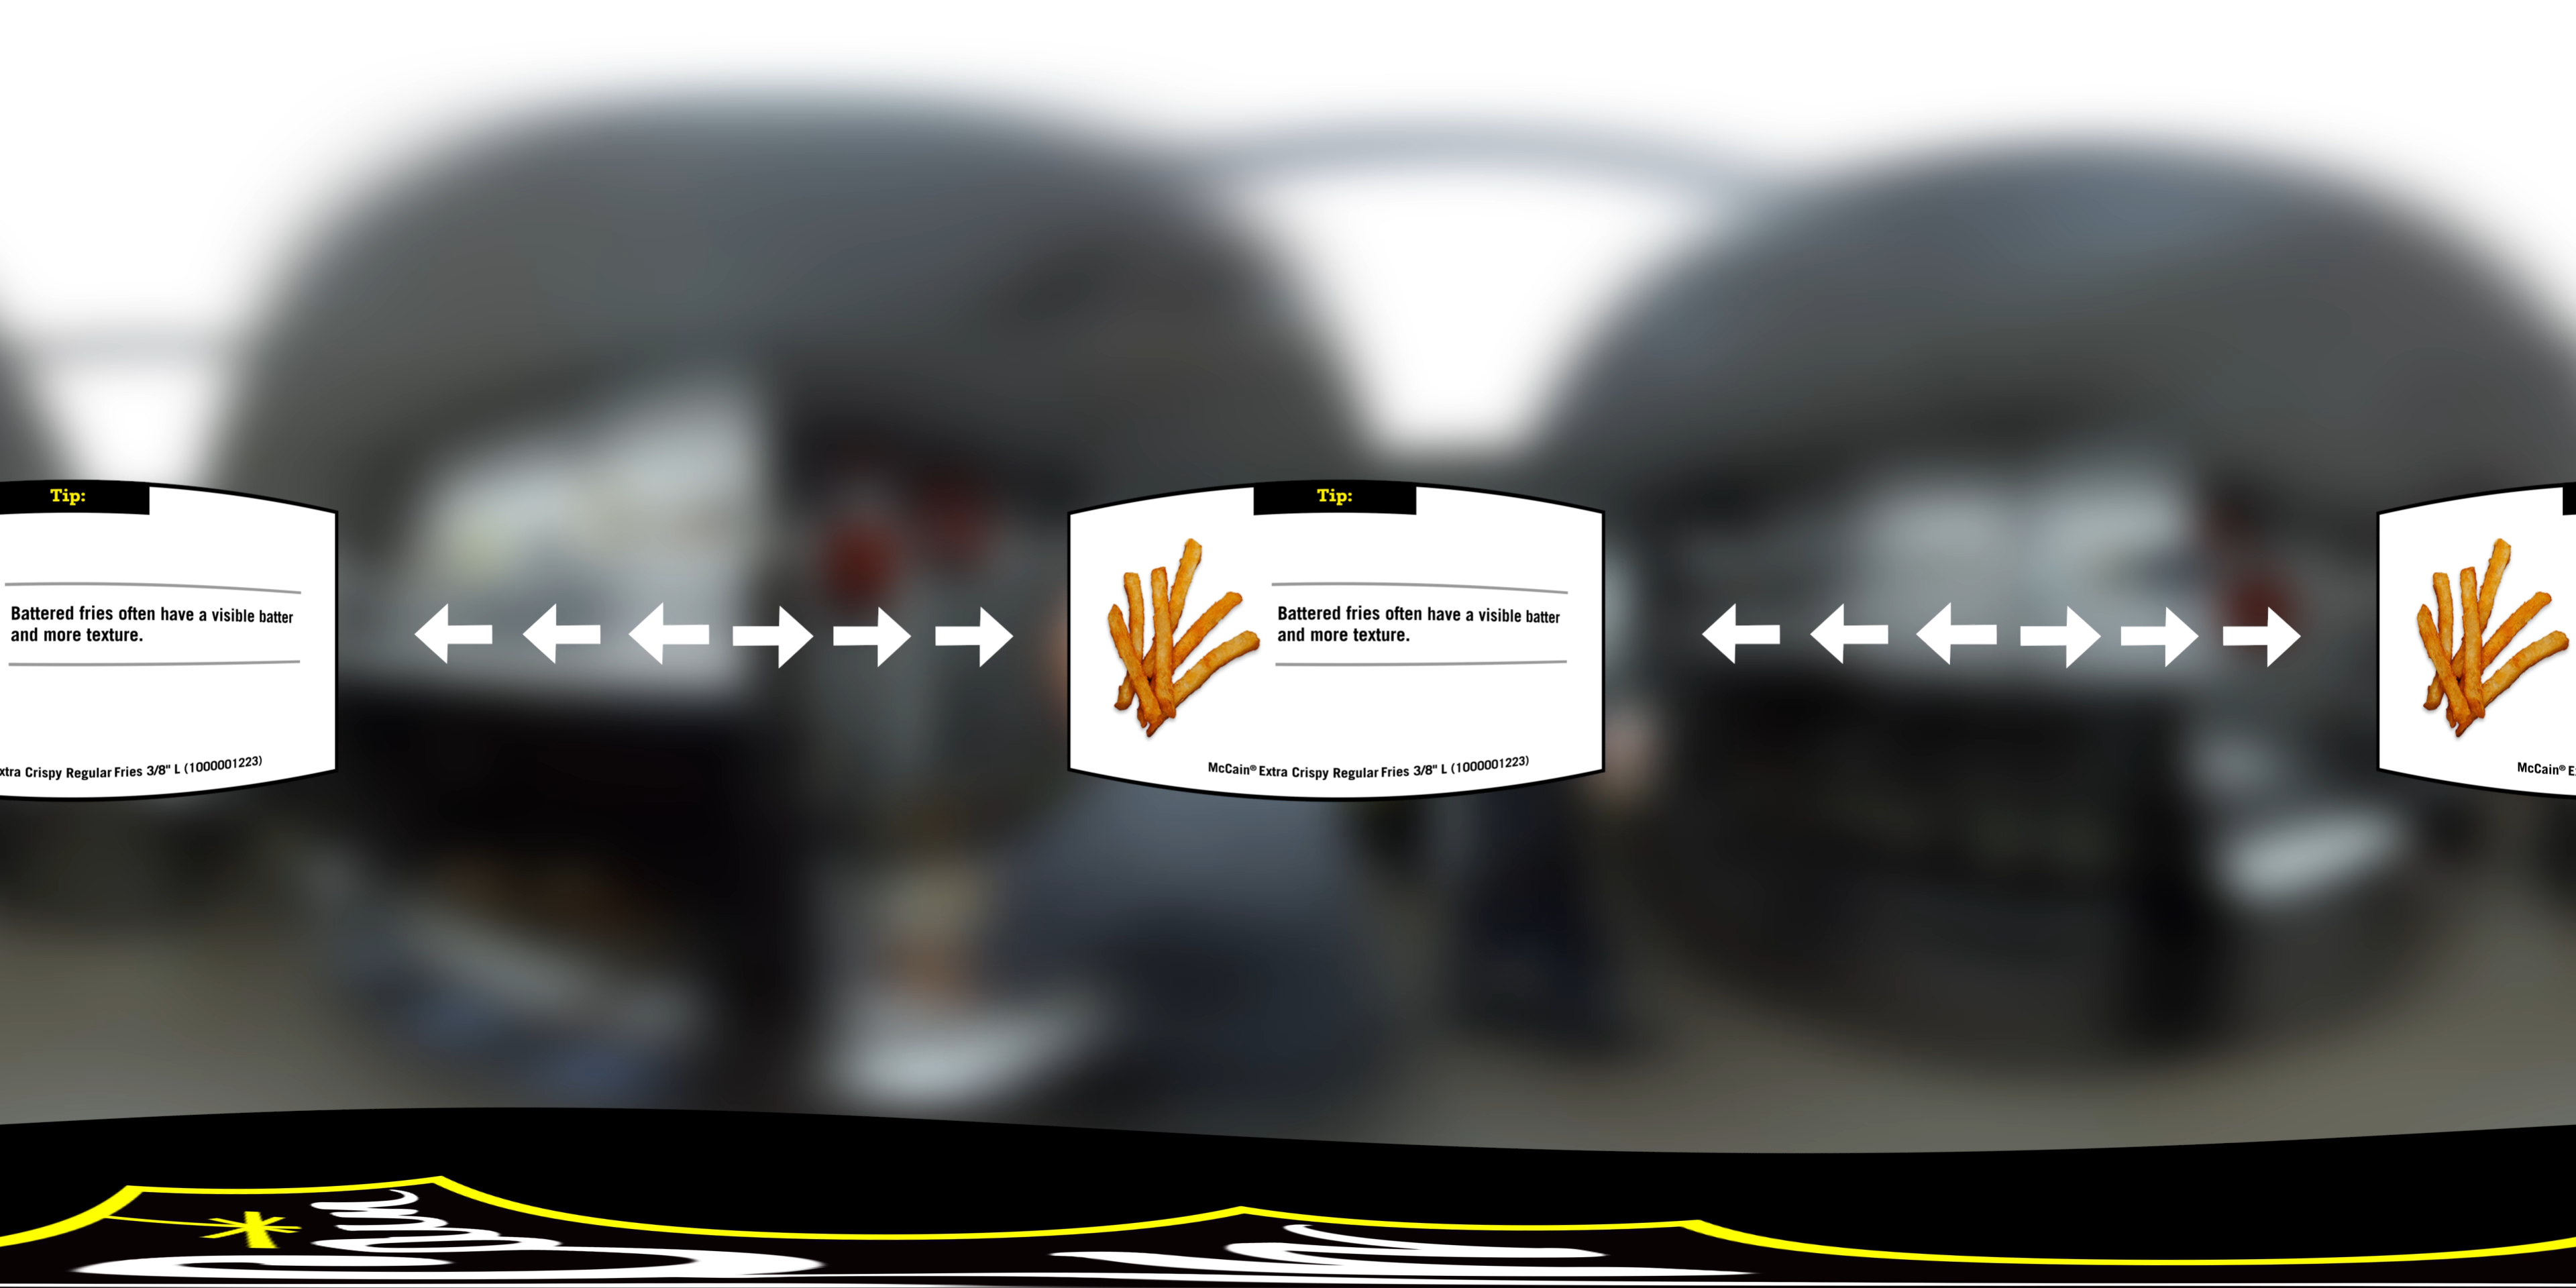 Tip:
Battered fries often have a visible batter
and more texture.
xtra Crispy Regular Fries 3/8" L (1000001223)
Tip:
Battered fries often have a visible batter
and more texture.
McCain® Extra Crispy Regular Fries 3/8" L (1000001223)
McCain® E